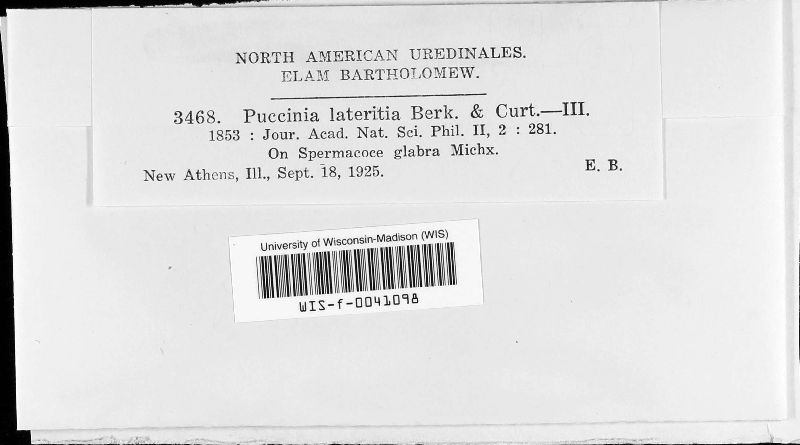 NORTH AMERICAN UREDINALES.
ELAM BARTHOLOMEW.
3468. Puccinia lateritia Berk. & Curt.—III.
1853 : Jour. Acad. Nat. Sci. Phil. II, 2 : 281.
On Spermacoce glabra Michx.
New Athens, Ill., Sept. 18, 1925. E. B.
University of Wisconsin-Madison (WIS)
WIS-f-0041098